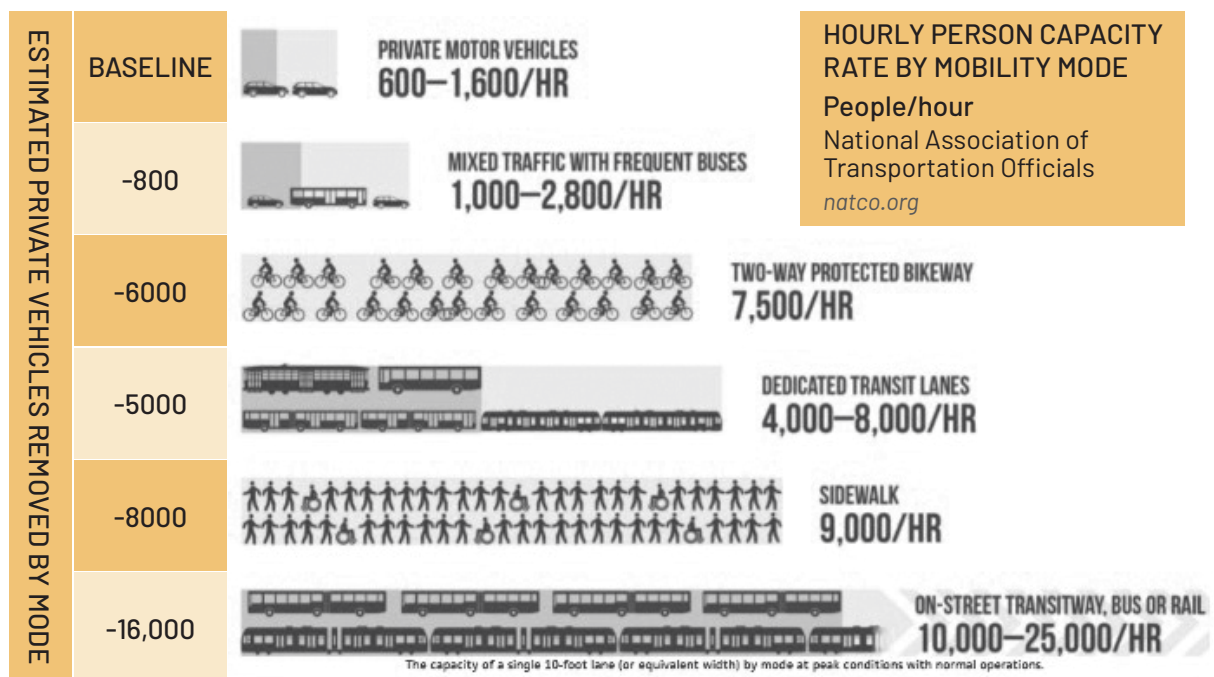 ESTIMATED PRIVATE VEHICLES REMOVED BY MODE
BASELINE
PRIVATE MOTOR VEHICLES
600–1,600/HR
HOURLY PERSON CAPACITY
RATE BY MOBILITY MODE
People/hour
National Association of
Transportation Officials
natco.org
-800
MIXED TRAFFIC WITH FREQUENT BUSES
1,000–2,800/HR
-6000
TWO-WAY PROTECTED BIKEWAY
7,500/HR
-5000
DEDICATED TRANSIT LANES
4,000–8,000/HR
-8000
SIDEWALK
9,000/HR
-16,000
ON-STREET TRANSITWAY, BUS OR RAIL
10,000–25,000/HR
The capacity of a single 10-foot lane (or equivalent width) by mode at peak conditions with normal operations.